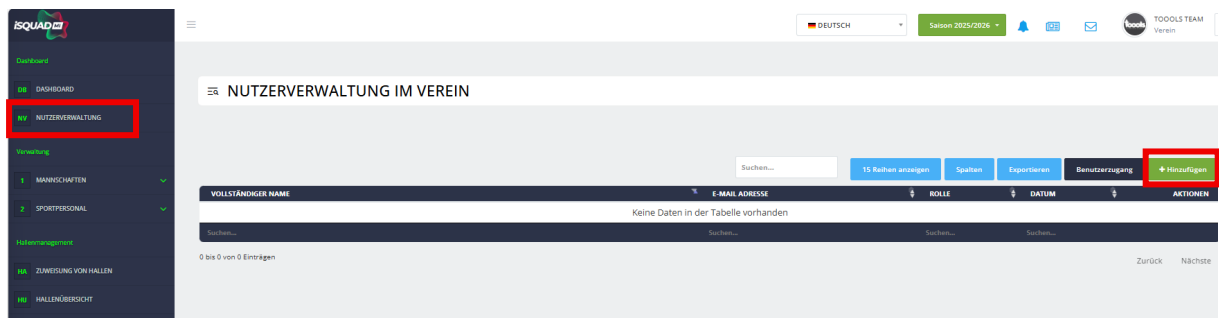 iSQUAD
DEUTSCH
Saison 2025/2026
toools
TOOOLS TEAM
Verein
Dashboard
DB DASHBOARD
NV NUTZERVERWALTUNG
Verwaltung
1 MANNSCHAFTEN
2 SPORTPERSONAL
Hallenmanagement
HA ZUWEISUNG VON HALLEN
HU HALLENÜBERSICHT
NUTZERVERWALTUNG IM VEREIN
Suchen...
15 Reihen anzeigen
Spalten
Exportieren
Benutzerzugang
+ Hinzufügen
VOLLSTÄNDIGER NAME E-MAIL ADRESSE ROLLE DATUM AKTIONEN
Keine Daten in der Tabelle vorhanden
Suchen... Suchen... Suchen... Suchen...
0 bis 0 von 0 Einträgen
Zurück Nächste